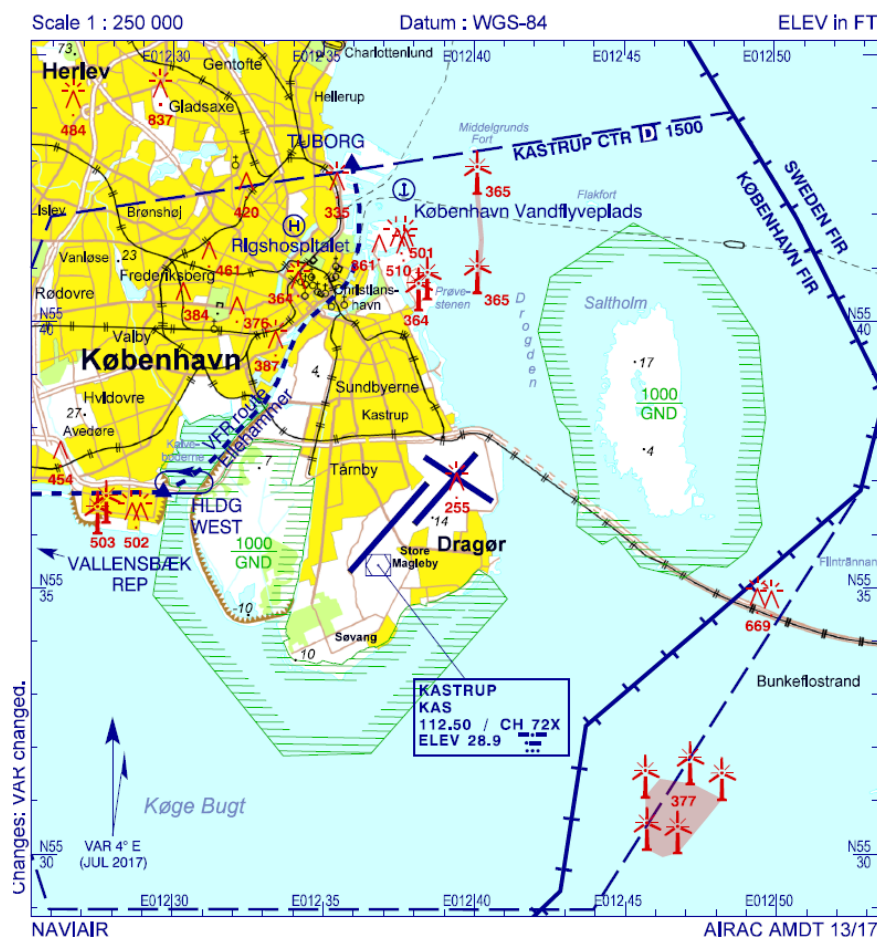 Scale 1 : 250 000
Datum : WGS-84
ELEV in FT
E012 30
E012 35
E012 40
E012 45
E012 50
73
Charlottenlund
Gentofte
Herlev
Hellerup
Gladsaxe
484
837
TUBORG
Middelgrunds
Fort
KASTRUP CTR D 1500
SWEDEN FIR
KØBENHAVN FIR
365
420
335
Islev
Brønshøj
København Vandflyveplads
Flakfort
H
Rigshospitalet
Vanløse
23
461
861
501
510
Frederiksberg
364
Christians-
havn
365
Rødovre
384
Prøve-
stenen
Drogden
Saltholm
376
364
N55
40
N55
40
Valby
387
København
17
4
Sundbyerne
1000
GND
Hvidovre
Kastrup
27
Avedøre
VFR route
Ellehammer
Kalve-
boderne
4
454
7
Tårnby
HLDG
WEST
255
14
503
502
1000
GND
Store
Magleby
Dragør
VALLENSBÆK
REP
Flintrännan
N55
35
N55
35
10
669
Søvang
10
KASTRUP
KAS
112.50 / CH 72X
ELEV 28.9
Bunkeflostrand
377
Køge Bugt
VAR 4° E
(JUL 2017)
N55
30
N55
30
E012 30
E012 35
E012 40
E012 45
E012 50
Changes: VAR changed.
NAVIAIR
AIRAC AMDT 13/17